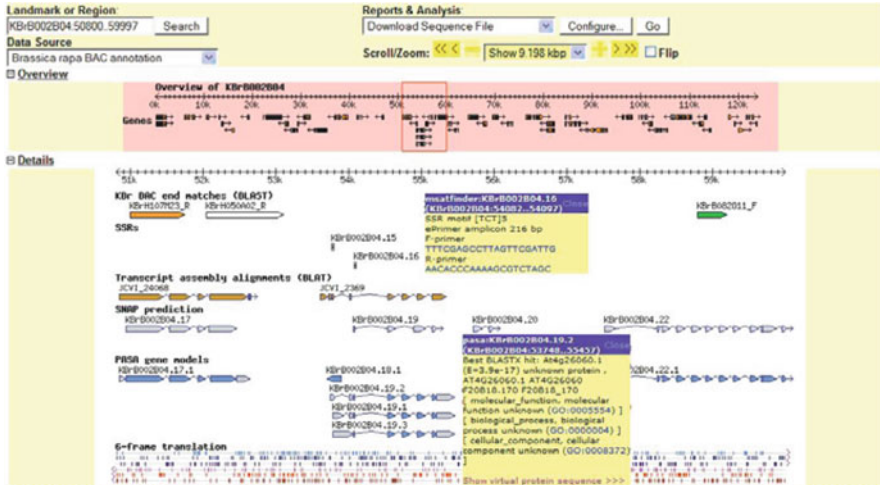 Landmark or Region:
KBrB002B04:50800..59997 Search
Data Source
Brassica rapa BAC annotation
Reports & Analysis:
Download Sequence File Configure... Go
Scroll/Zoom: << < - Show 9.198 kbp + > >> Flip
Overview
Overview of KBrB002B04
0k 10k 20k 30k 40k 50k 60k 70k 80k 90k 100k 110k 120k
Genes
Details
51k 52k 53k 54k 55k 56k 57k 58k 59k
KBr BAC end matches (BLAST)
KBrH107M23_R KBrH050A02_R KBrB082O11_F
SSRs
KBrB002B04.15
KBrB002B04.16
msatfinder:KBrB002B04.16 Close
(KBrB002B04:54082..54097)
SSR motif [TCT]5
ePrimer amplicon 216 bp
F-primer
TTTCGAGCCTTAGTTCGATTG
R-primer
AACACCCAAAAGCGTCTAGC
Transcript assembly alignments (BLAT)
JCVI_24068 JCVI_2369
SNAP prediction
KBrB002B04.17 KBrB002B04.19 KBrB002B04.20 KBrB002B04.22
PASA gene models
KBrB002B04.17.1 KBrB002B04.18.1 02B04.22.1
KBrB002B04.19.2
KBrB002B04.19.1
KBrB002B04.19.3
pasa:KBrB002B04.19.2 Close
(KBrB002B04:53748..55457)
Best BLASTX hit: At4g26060.1
(E=3.9e-17) unknown protein ,
AT4G26060.1 AT4G26060
F20B18.170 F20B18_170
[ molecular_function, molecular
function unknown (GO:0005554) ]
[ biological_process, biological
process unknown (GO:0000004) ]
[ cellular_component, cellular
component unknown (GO:0008372)
]
Show virtual protein sequence >>>
6-frame translation